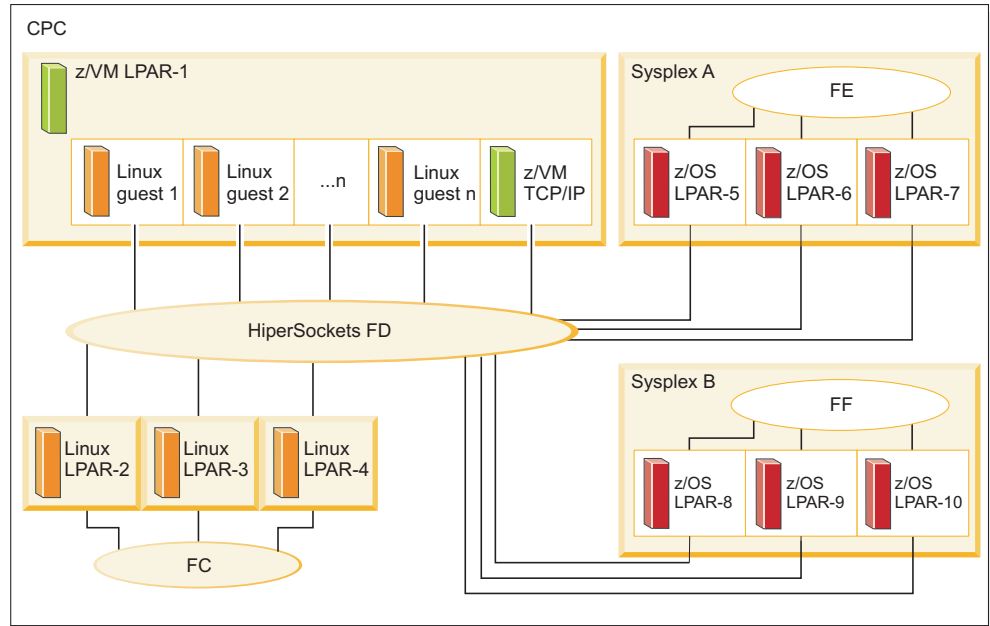 CPC
z/VM LPAR-1
Linux
guest 1
Linux
guest 2
...n
Linux
guest n
z/VM
TCP/IP
Sysplex A
FE
z/OS
LPAR-5
z/OS
LPAR-6
z/OS
LPAR-7
HiperSockets FD
Linux
LPAR-2
Linux
LPAR-3
Linux
LPAR-4
FC
Sysplex B
FF
z/OS
LPAR-8
z/OS
LPAR-9
z/OS
LPAR-10